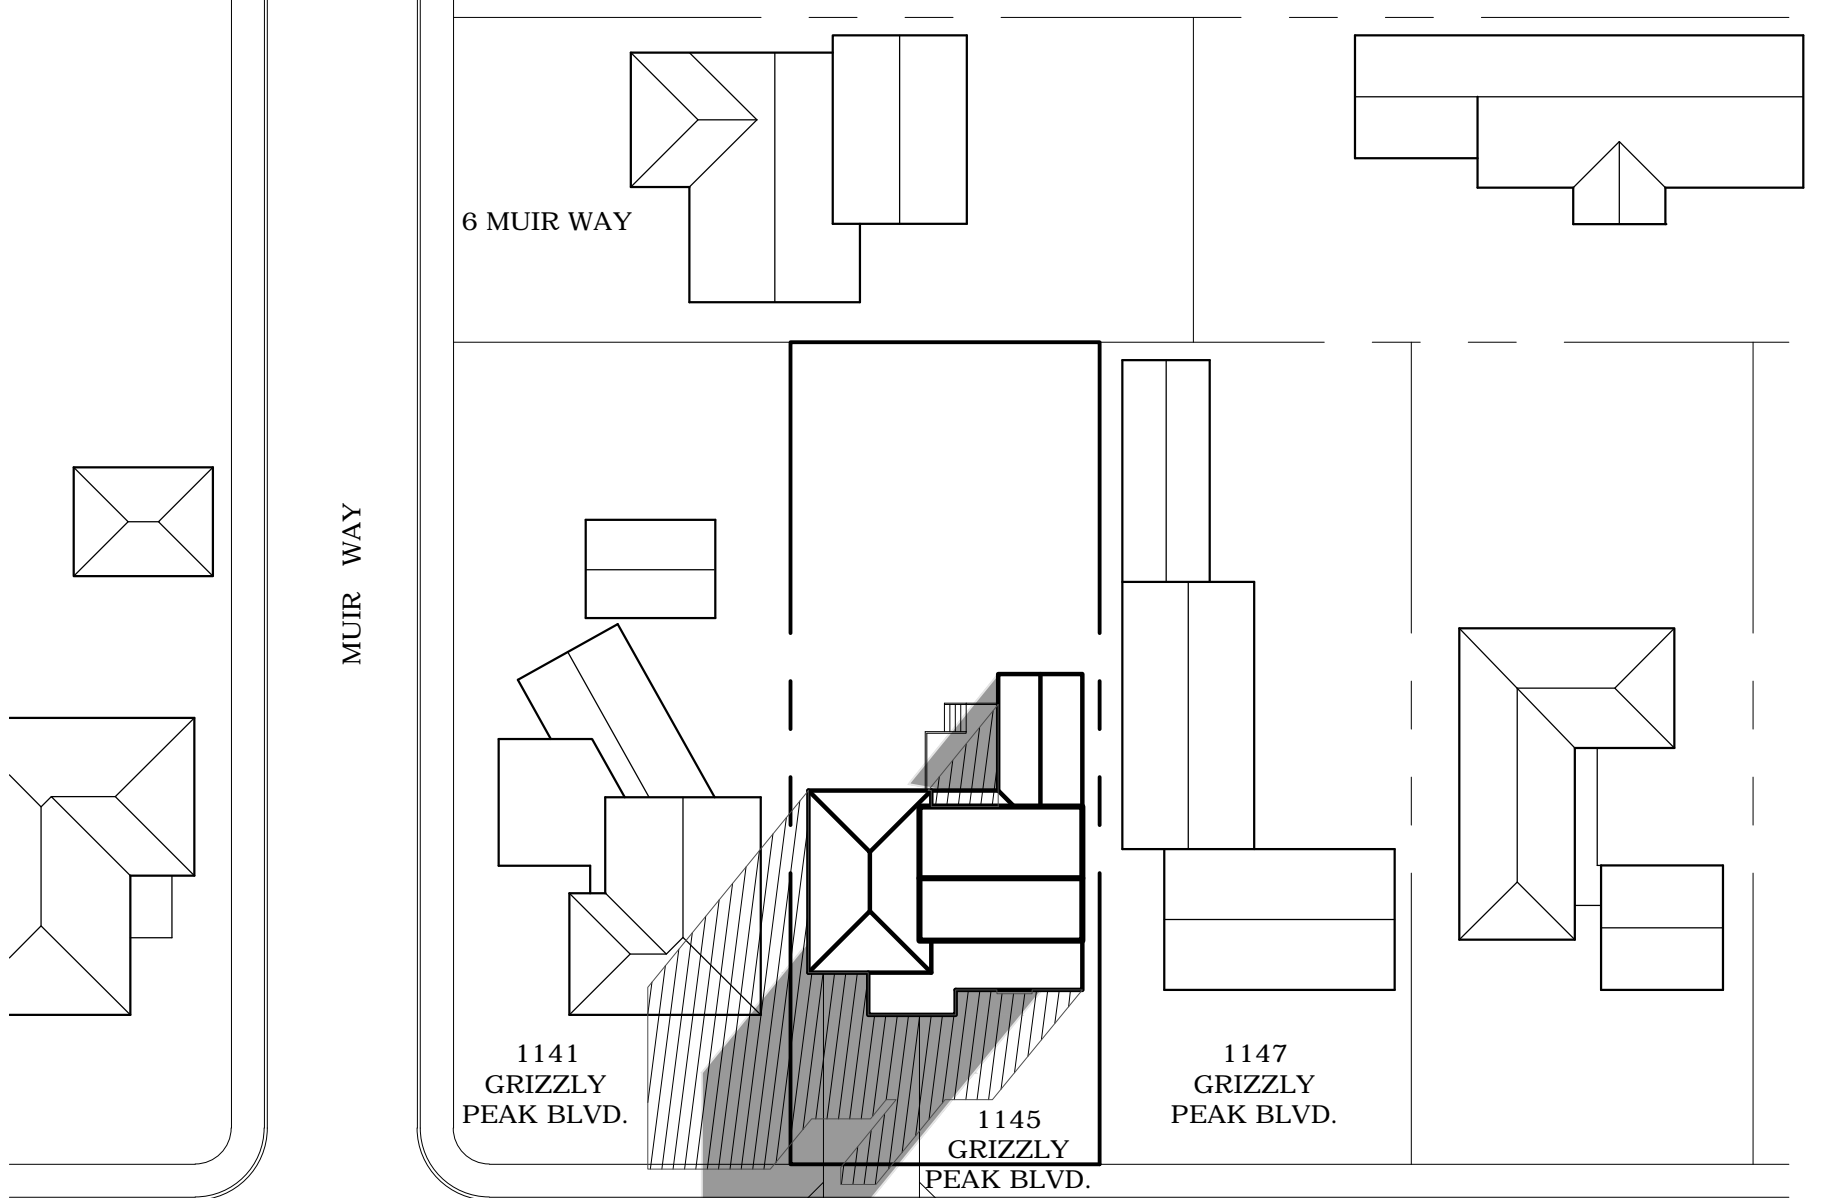 6 MUIR WAY
MUIR WAY
1141
GRIZZLY
PEAK BLVD.
1145
GRIZZLY
PEAK BLVD.
1147
GRIZZLY
PEAK BLVD.